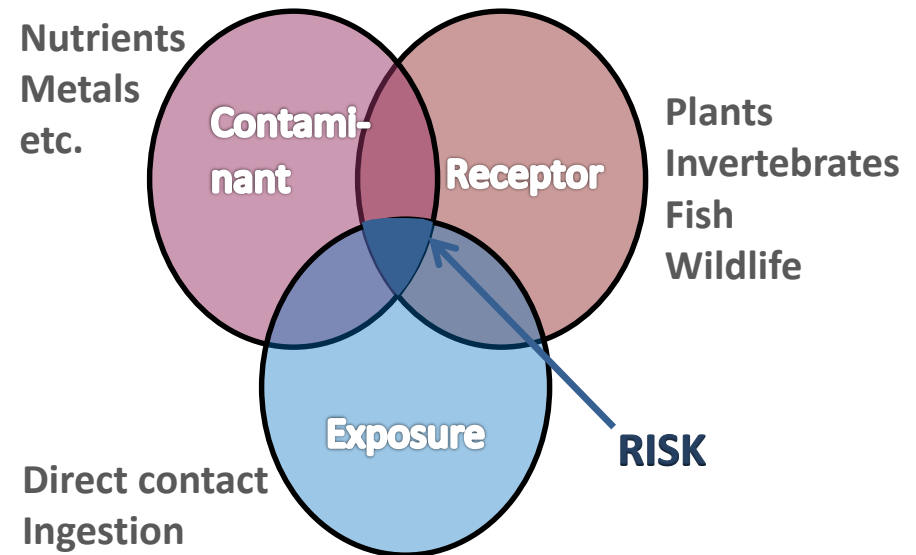 Nutrients
Metals
etc.
Contami-
nant
Receptor
Plants
Invertebrates
Fish
Wildlife
Exposure
RISK
Direct contact
Ingestion